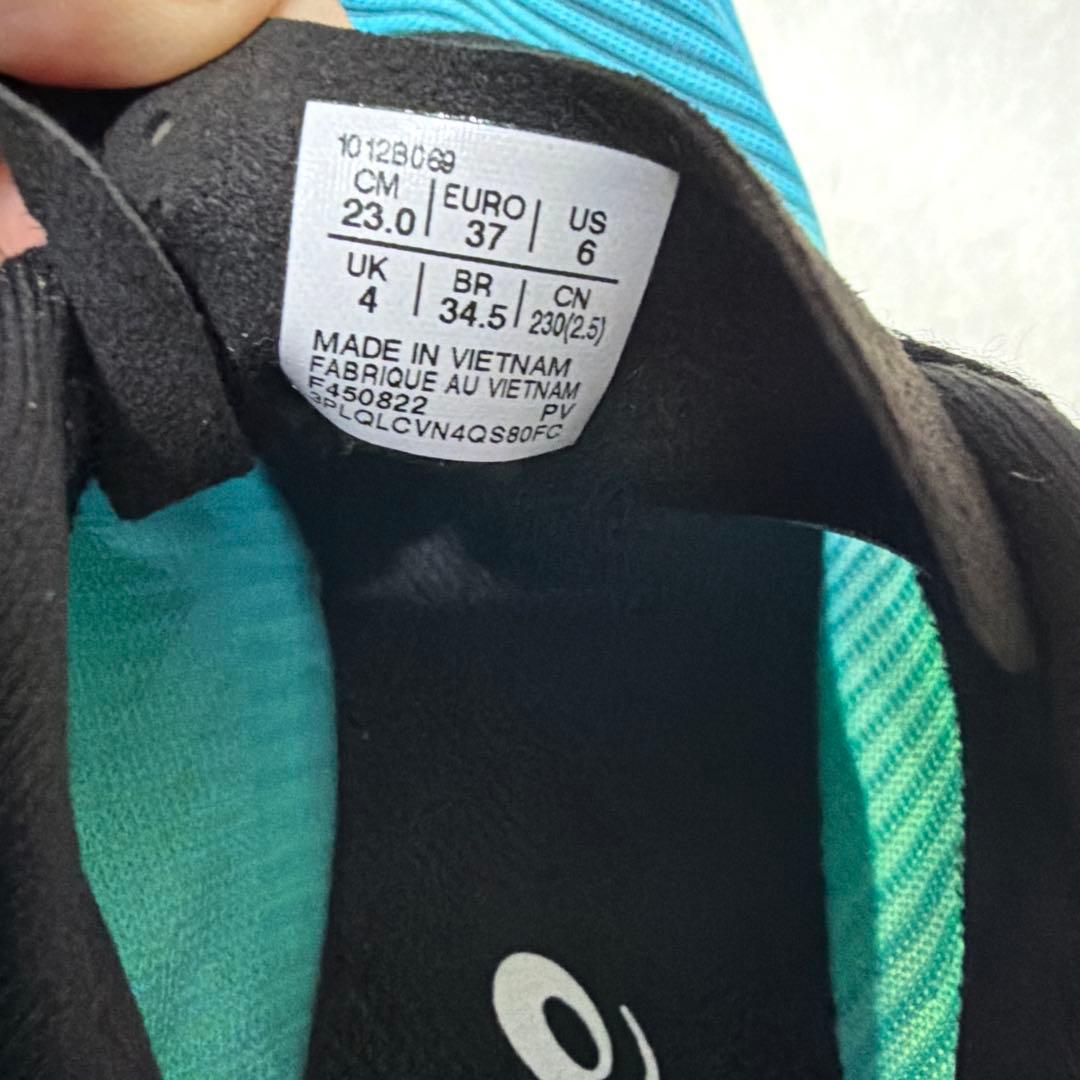 1012B069
CM | EURO | US
23.0 | 37 | 6
UK | BR | CN
4 | 34.5 | 230(2.5)
MADE IN VIETNAM
FABRIQUE AU VIETNAM
F450822 PV
3PLQLCVN4QS80FC